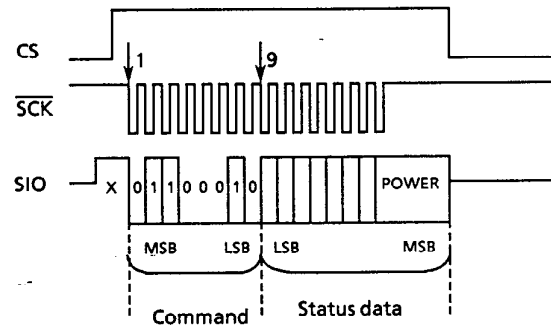 CS
1 9
SCK
SIO X 0 1 1 0 0 0 1 0 POWER
MSB LSB LSB MSB
Command Status data